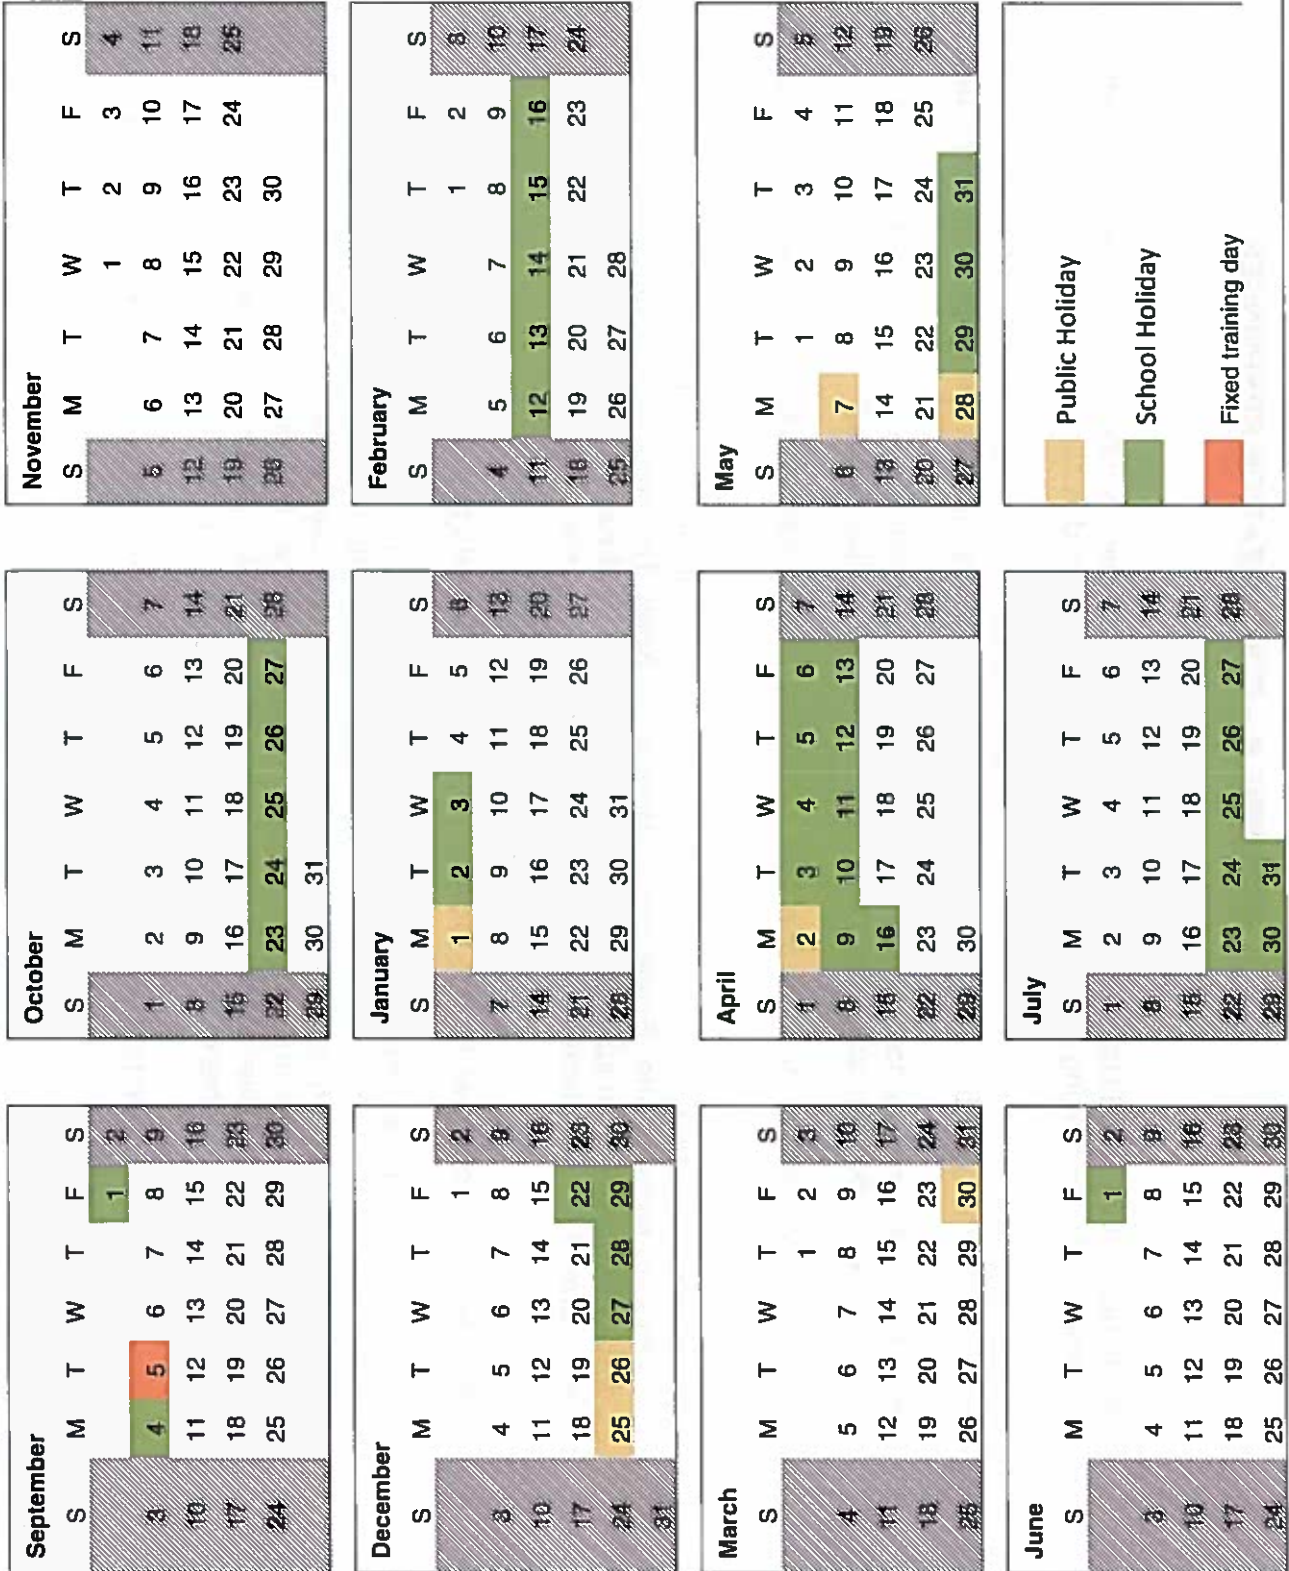 September
S M T W T F S
1 2
3 4 5 6 7 8 9
10 11 12 13 14 15 16
17 18 19 20 21 22 23
24 25 26 27 28 29 30
October
S M T W T F S
1 2 3 4 5 6 7
8 9 10 11 12 13 14
15 16 17 18 19 20 21
22 23 24 25 26 27 28
29 30 31
November
S M T W T F S
1 2 3 4
5 6 7 8 9 10 11
12 13 14 15 16 17 18
19 20 21 22 23 24 25
26 27 28 29 30
December
S M T W T F S
1 2
3 4 5 6 7 8 9
10 11 12 13 14 15 16
17 18 19 20 21 22 23
24 25 26 27 28 29 30
31
January
S M T W T F S
1 2 3 4 5 6
7 8 9 10 11 12 13
14 15 16 17 18 19 20
21 22 23 24 25 26 27
28 29 30 31
February
S M T W T F S
1 2 3
4 5 6 7 8 9 10
11 12 13 14 15 16 17
18 19 20 21 22 23 24
25 26 27 28
March
S M T W T F S
1 2 3
4 5 6 7 8 9 10
11 12 13 14 15 16 17
18 19 20 21 22 23 24
25 26 27 28 29 30 31
April
S M T W T F S
1 2 3 4 5 6 7
8 9 10 11 12 13 14
15 16 17 18 19 20 21
22 23 24 25 26 27 28
29 30
May
S M T W T F S
1 2 3 4 5
6 7 8 9 10 11 12
13 14 15 16 17 18 19
20 21 22 23 24 25 26
27 28 29 30 31
June
S M T W T F S
1 2
3 4 5 6 7 8 9
10 11 12 13 14 15 16
17 18 19 20 21 22 23
24 25 26 27 28 29 30
July
S M T W T F S
1 2 3 4 5 6 7
8 9 10 11 12 13 14
15 16 17 18 19 20 21
22 23 24 25 26 27 28
29 30 31
Public Holiday
School Holiday
Fixed training day